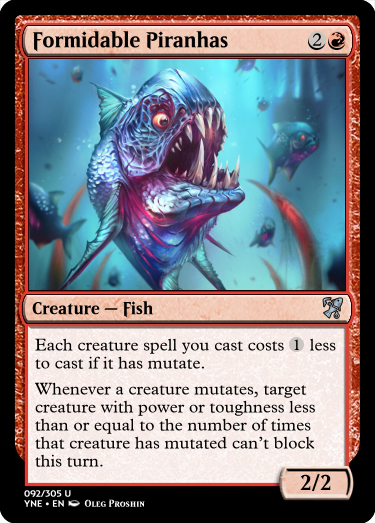 Formidable Piranhas 2
Creature — Fish
Each creature spell you cast costs 1 less
to cast if it has mutate.
Whenever a creature mutates, target
creature with power or toughness less
than or equal to the number of times
that creature has mutated can't block
this turn.
2/2
092/305 U
YNE • EN Oleg Proshin